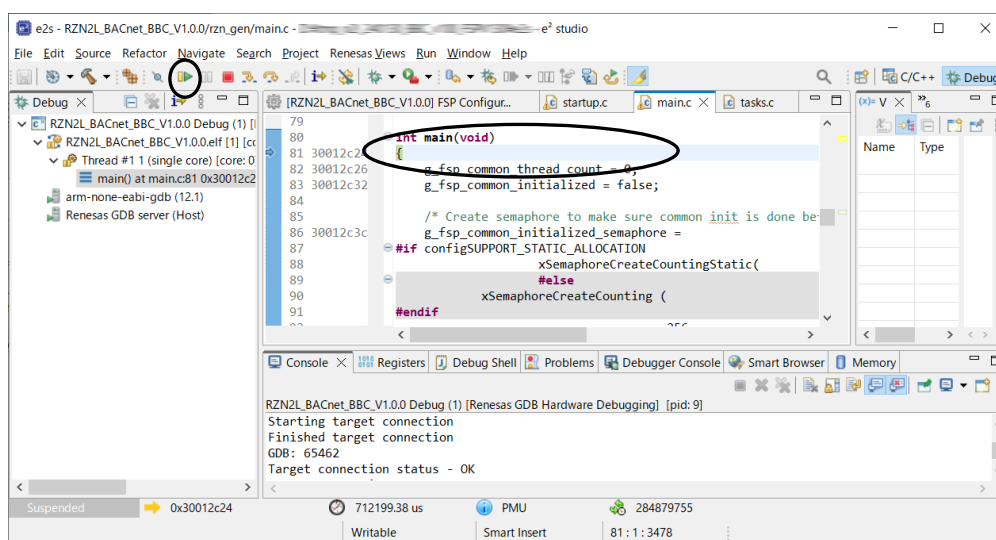 e2s - RZN2L_BACnet_BBC_V1.0.0/rzn_gen/main.c - e² studio
File Edit Source Refactor Navigate Search Project Renesas Views Run Window Help
C/C++ Debug
Debug
RZN2L_BACnet_BBC_V1.0.0 Debug (1) [
RZN2L_BACnet_BBC_V1.0.0.elf [1] [co
Thread #1 1 (single core) [core: 0
main() at main.c:81 0x30012c2
arm-none-eabi-gdb (12.1)
Renesas GDB server (Host)
[RZN2L_BACnet_BBC_V1.0.0] FSP Configur... startup.c main.c tasks.c
79
80 int main(void)
81 30012c24 {
82 30012c26 g_fsp_common_thread_count = 0;
83 30012c32 g_fsp_common_initialized = false;
84
85 /* Create semaphore to make sure common init is done be
86 30012c3c g_fsp_common_initialized_semaphore =
87 #if configSUPPORT_STATIC_ALLOCATION
88 xSemaphoreCreateCountingStatic(
89 #else
90 xSemaphoreCreateCounting (
91 #endif
(x)= V »6
Name Type
Console Registers Debug Shell Problems Debugger Console Smart Browser Memory
RZN2L_BACnet_BBC_V1.0.0 Debug (1) [Renesas GDB Hardware Debugging] [pid: 9]
Starting target connection
Finished target connection
GDB: 65462
Target connection status - OK
Suspended 0x30012c24 712199.38 us PMU 284879755
Writable Smart Insert 81 : 1 : 3478